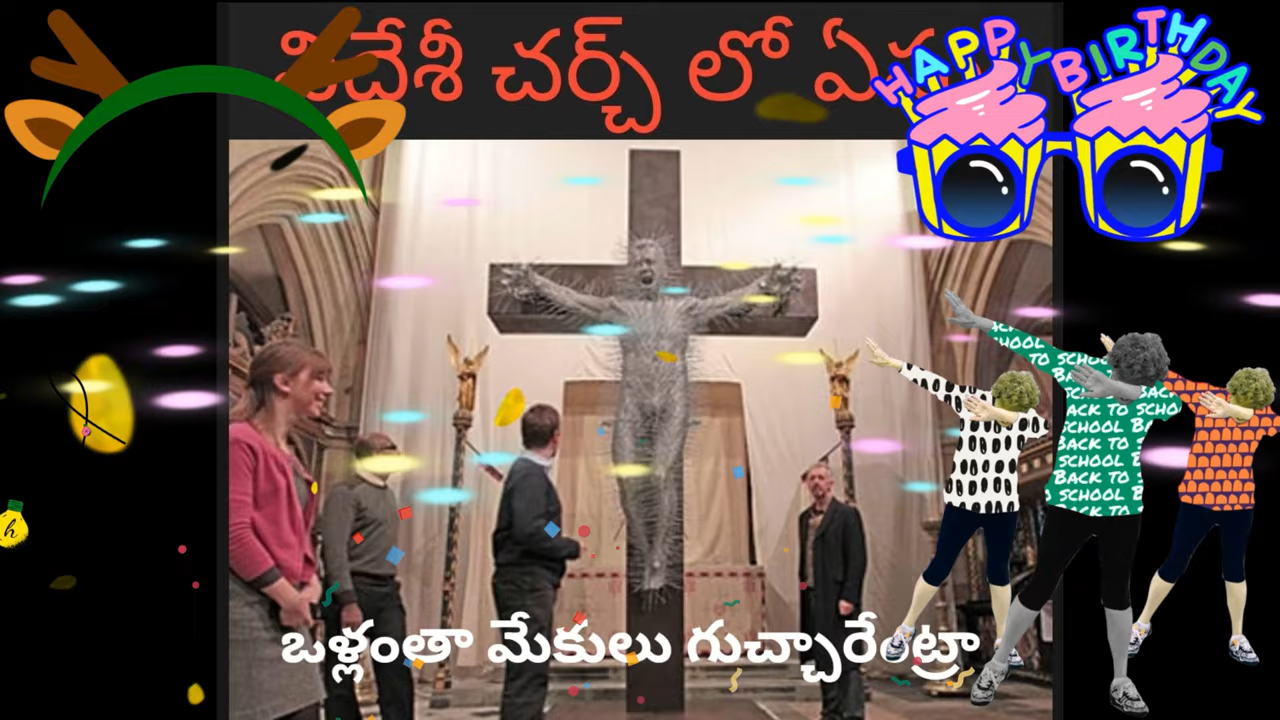 విదేశీ చర్చ్ లో
HAPPY BIRTHDAY
BACK TO SCHOOL
ఒళ్లంతా మేకులు గుచ్చారేంట్రా
h